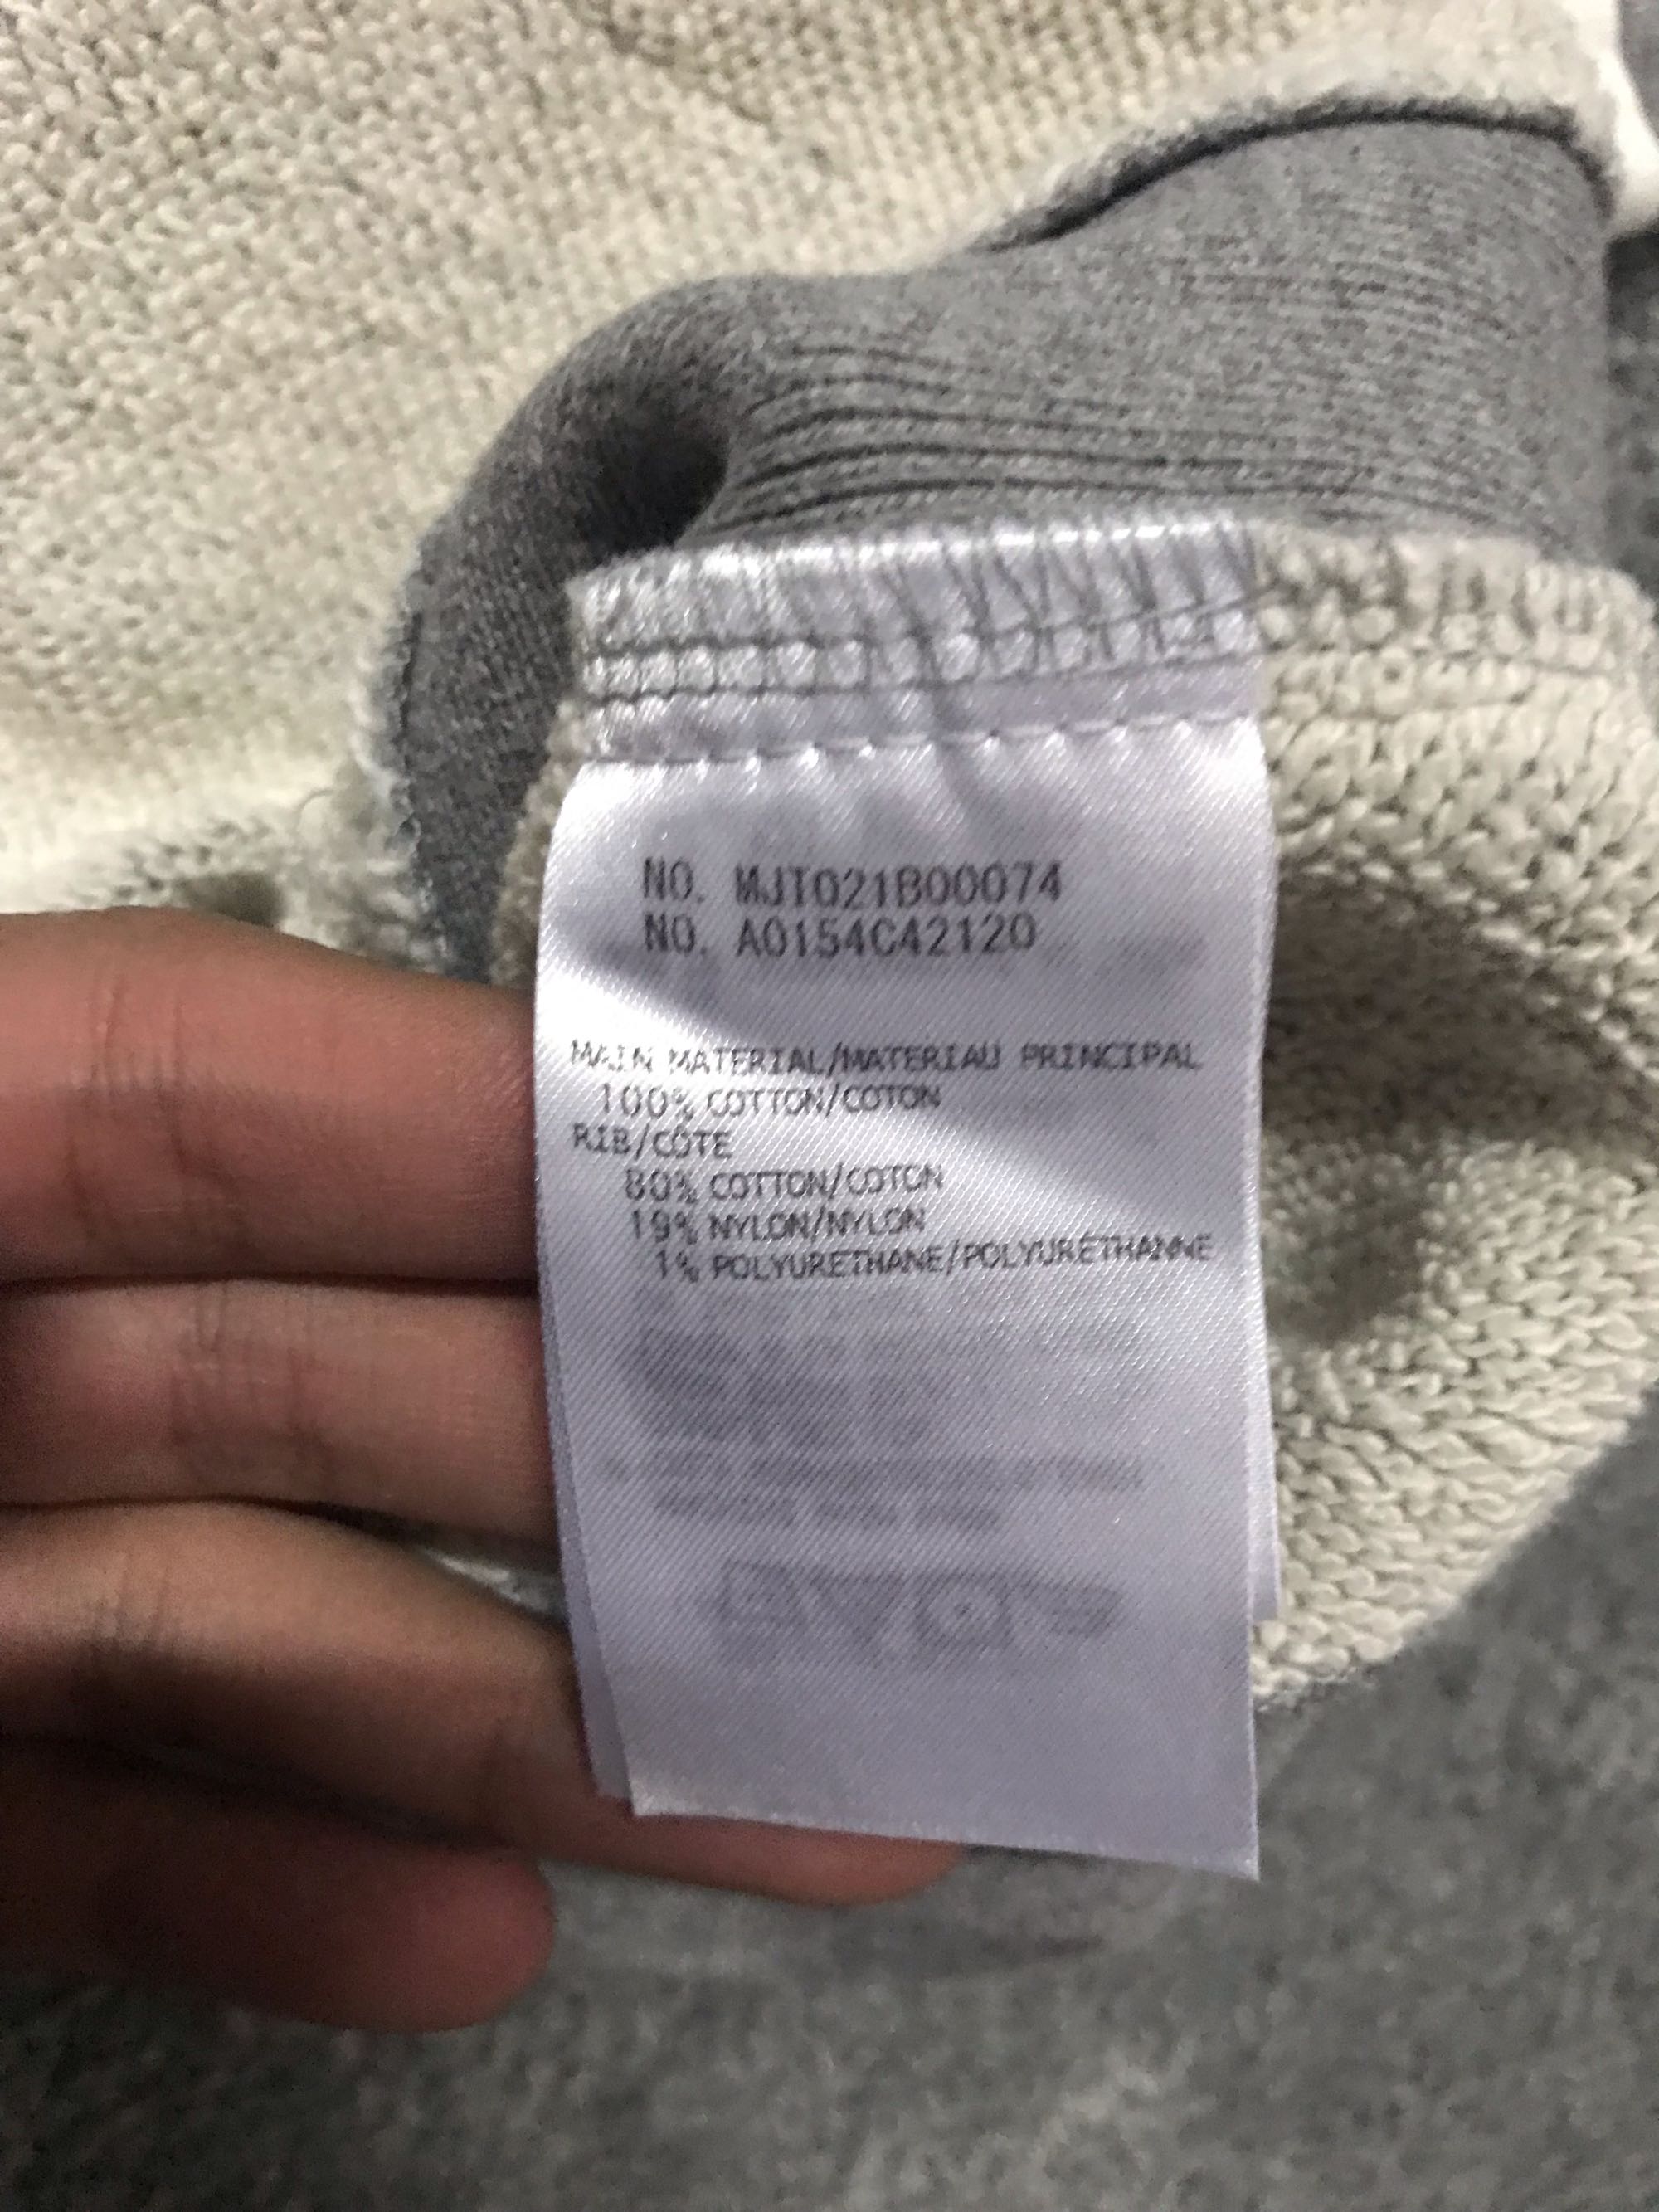 NO. MJT021B00074
NO. A0154C42120
MAIN MATERIAL/MATERIAU PRINCIPAL
100% COTTON/COTON
RIB/CÔTE
80% COTTON/COTON
19% NYLON/NYLON
1% POLYURETHANE/POLYURÉTHANNE